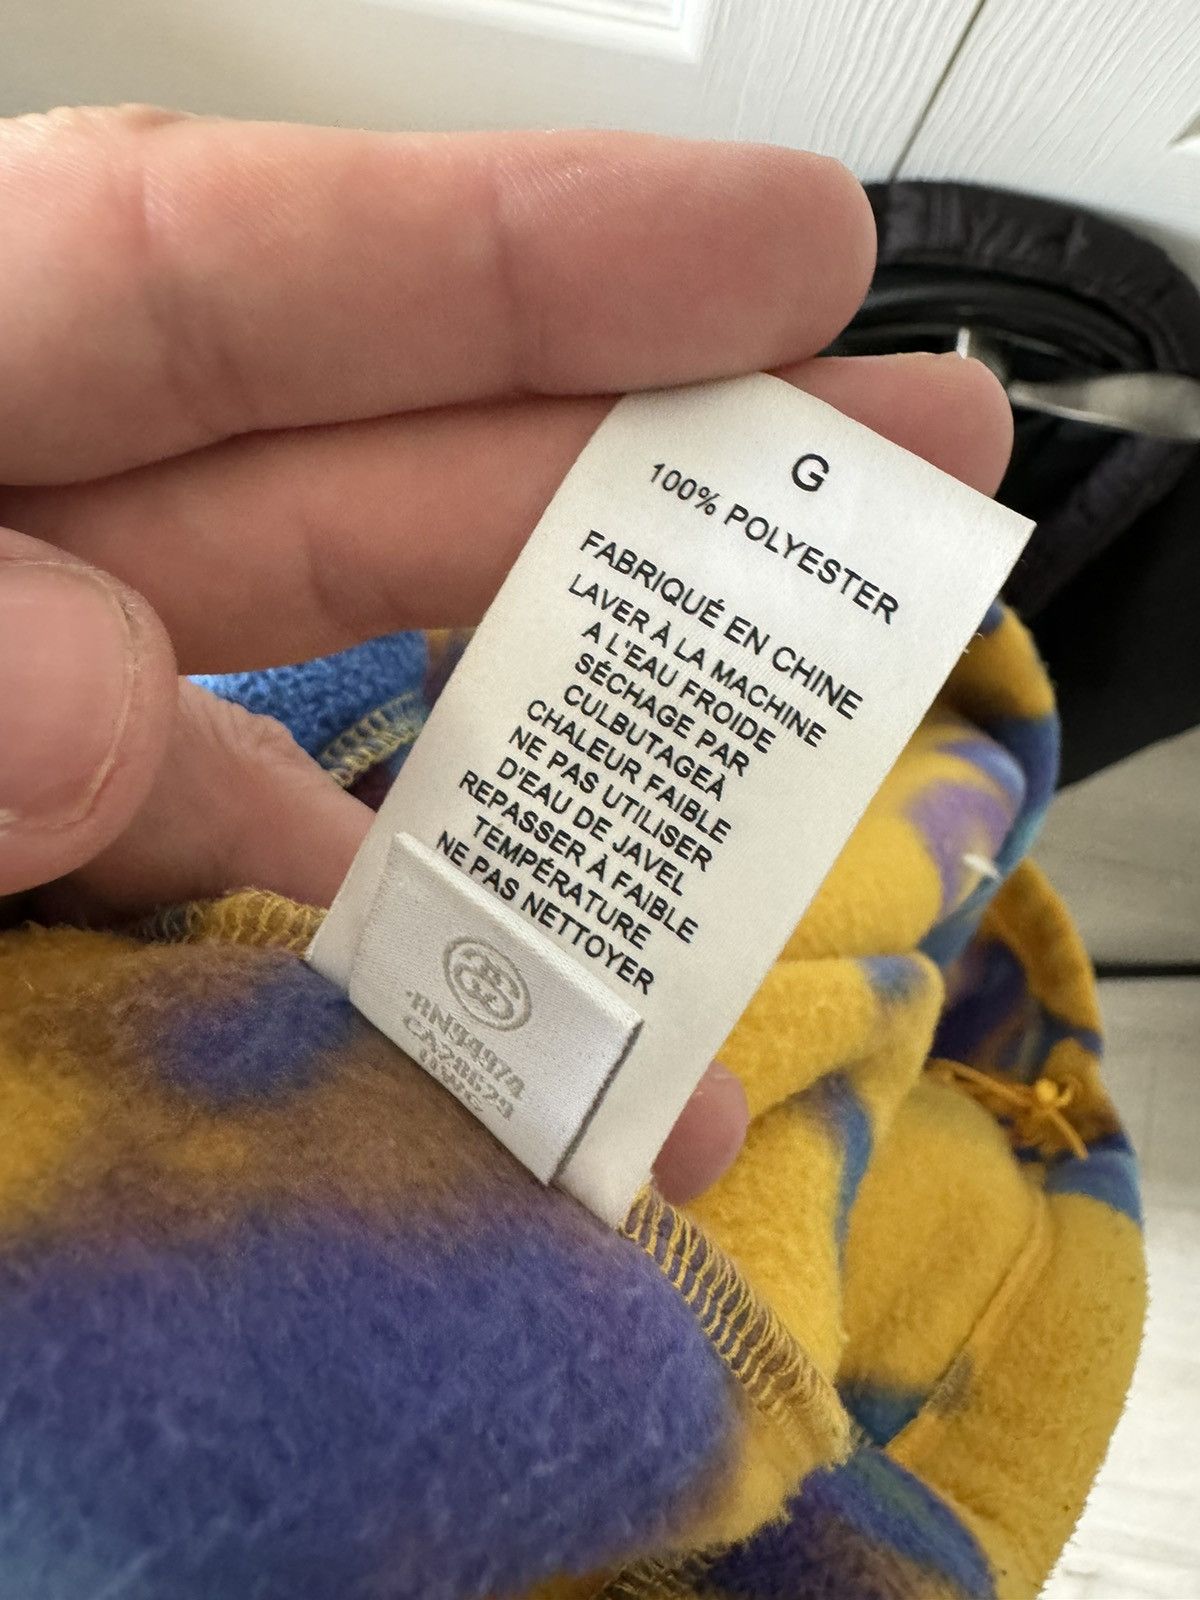 G
100% POLYESTER
FABRIQUÉ EN CHINE
LAVER À LA MACHINE
A L'EAU FROIDE
SÉCHAGE PAR
CULBUTAGEÀ
CHALEUR FAIBLE
NE PAS UTILISER
D'EAU DE JAVEL
REPASSER À FAIBLE
TEMPÉRATURE
NE PAS NETTOYER
CA28679